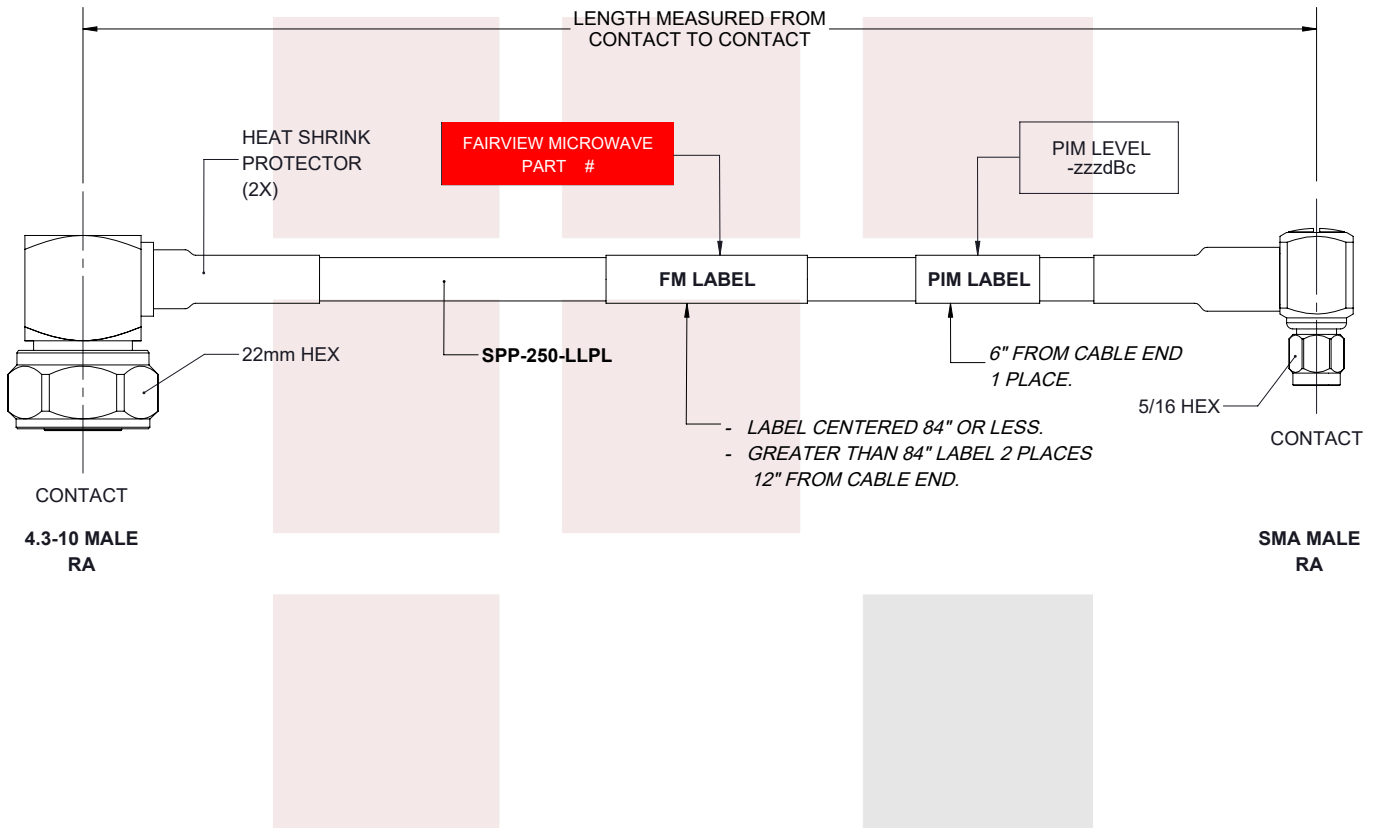 LENGTH MEASURED FROM
CONTACT TO CONTACT
HEAT SHRINK
PROTECTOR
(2X)
FAIRVIEW MICROWAVE
PART #
PIM LEVEL
-zzzdBc
FM LABEL
PIM LABEL
22mm HEX
SPP-250-LLPL
6" FROM CABLE END
1 PLACE.
5/16 HEX
- LABEL CENTERED 84" OR LESS.
- GREATER THAN 84" LABEL 2 PLACES
12" FROM CABLE END.
CONTACT
4.3-10 MALE
RA
CONTACT
SMA MALE
RA